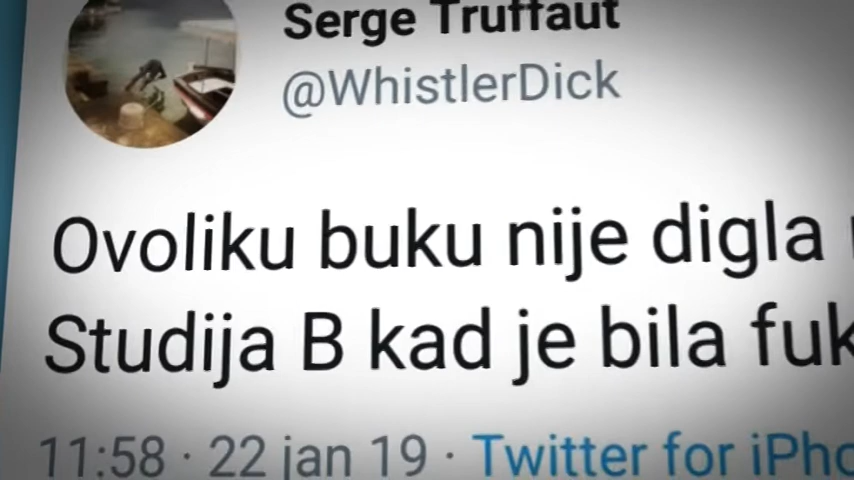 Serge Truffaut
@WhistlerDick
Ovoliku buku nije digla
Studija B kad je bila
11:58 · 22 jan 19 · Twitter for